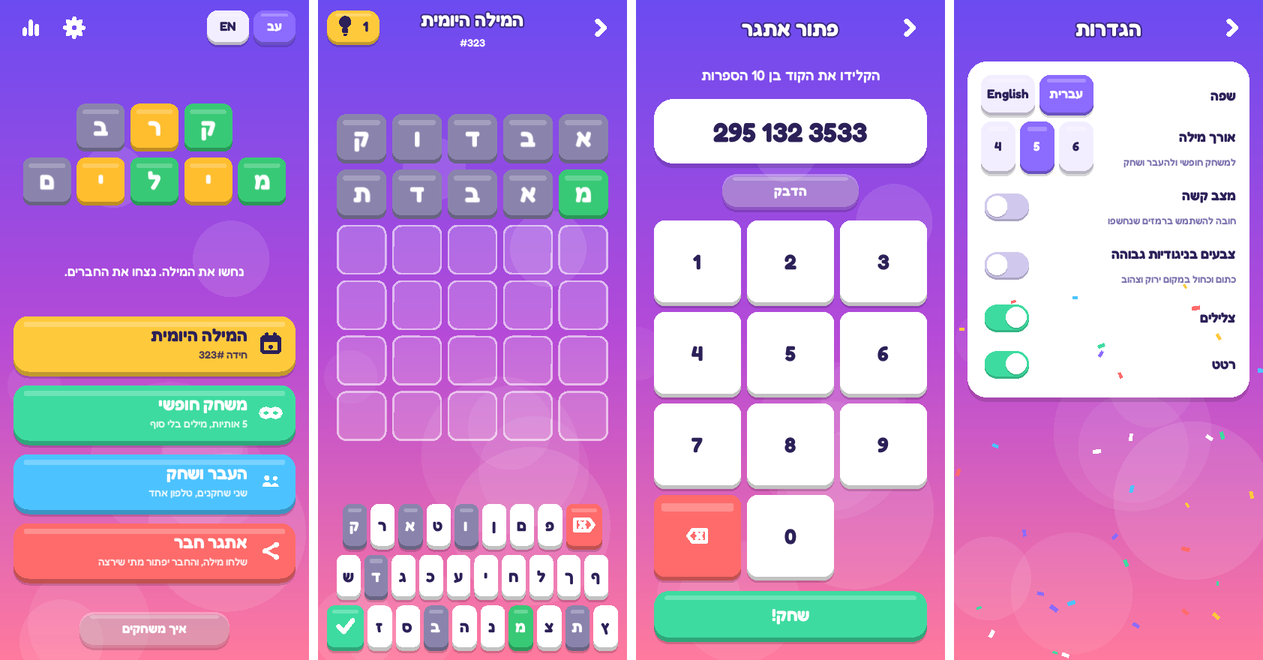 עב
EN
ק ר ב
מ י ל י ם
נחשו את המילה. נצחו את החברים.
המילה היומית
חידה #323
משחק חופשי
5 אותיות, מילים בלי סוף
העבר ושחק
שני שחקנים, טלפון אחד
אתגר חבר
שלחו מילה, והחבר יפתור מתי שירצה
איך משחקים
1
המילה היומית
#323
א ב ד ו ק
מ א ב ד ת
ק ר א ט ו ן ם פ
ש ד ג כ ע י ח ל ך ף
ז ס ב ה נ מ צ ת ץ
פתור אתגר
הקלידו את הקוד בן 10 הספרות
295 132 3533
הדבק
1 2 3
4 5 6
7 8 9
0
שחק!
הגדרות
שפה
עברית
English
אורך מילה
למשחק חופשי ולהעבר ושחק
4 5 6
מצב קשה
חובה להשתמש ברמזים שנחשפו
צבעים בניגודיות גבוהה
כתום וכחול במקום ירוק וצהוב
צלילים
רטט